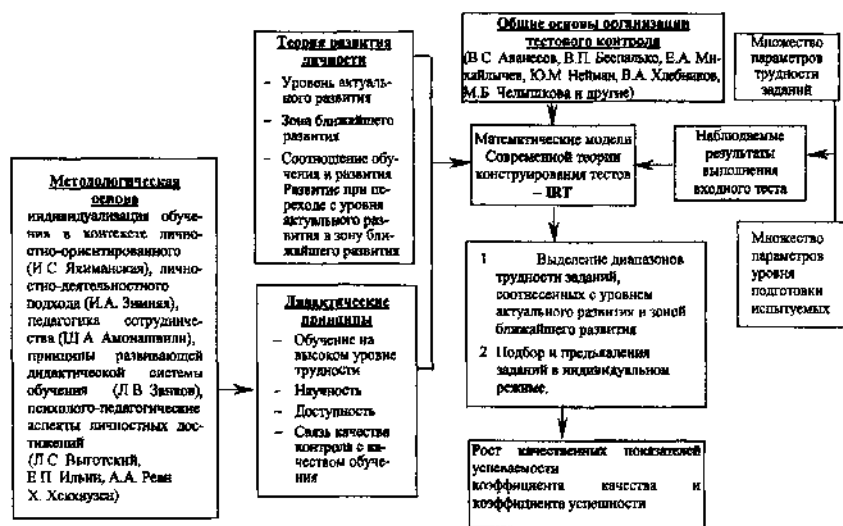 Методологическая
основа
индивидуализация обуче-
ния в контексте лично-
стно-ориентированного
(И.С. Якиманская), лично-
стно-деятельностного
подхода (И.А. Зимняя),
педагогика сотрудниче-
ства (Ш.А. Амонашвили),
принципы развивающей
дидактической системы
обучения (Л.В. Занков),
психолого-педагогические
аспекты личностных дос-
тижений
(Л.С. Выготский,
Е.П. Ильин, А.А. Реан
Х. Хекхаузен)
Теория развития
личности
– Уровень актуаль-
ного развития
– Зона ближайшего
развития
– Соотношение обу-
чения и развития
Развитие при пе-
реходе с уровня
актуального раз-
вития в зону бли-
жайшего развития
Дидактические
принципы
– Обучение на
высоком уровне
трудности
– Научность
– Доступность
– Связь качества
контроля с ка-
чеством обуче-
ния
Общие основы организации
тестового контроля
(В.С. Аванесов, В.П. Беспалько, Е.А. Ми-
хайлычев, Ю.М. Нейман, В.А. Хлебников,
М.Б. Челышкова и другие)
Математические модели
Современной теории
конструирования тестов
– IRT
1 Выделение диапазонов
трудности заданий,
соотнесенных с уровнем
актуального развития и зоной
ближайшего развития
2 Подбор и предъявления
заданий в индивидуальном
режиме.
Рост качественных показателей
успеваемости
коэффициента качества и
коэффициента успешности
Множество
параметров
трудности
заданий
Наблюдаемые
результаты
выполнения
входного теста
Множество
параметров
уровня
подготовки
испытуемых